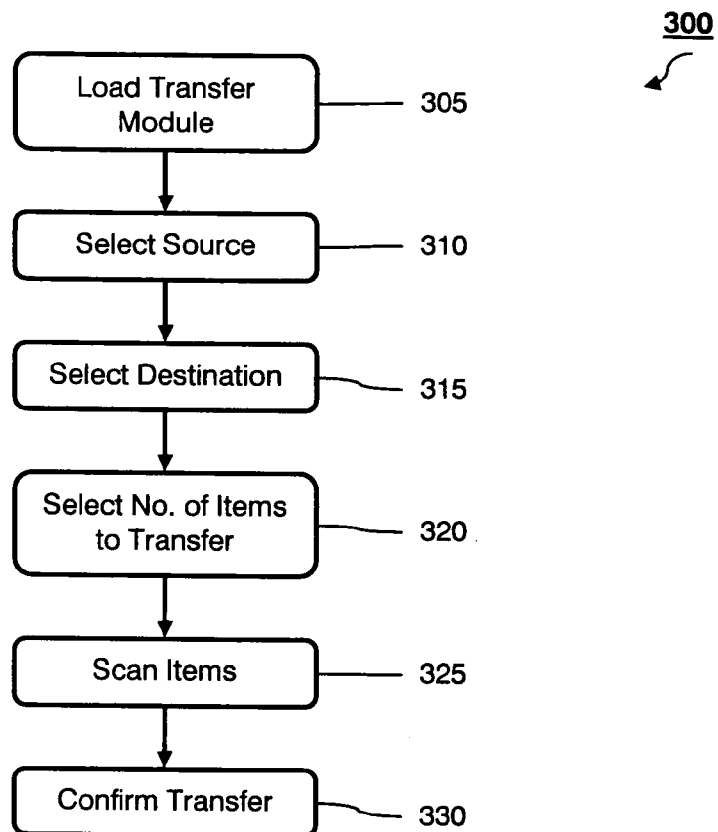 300
Load Transfer
Module
305
Select Source
310
Select Destination
315
Select No. of Items
to Transfer
320
Scan Items
325
Confirm Transfer
330